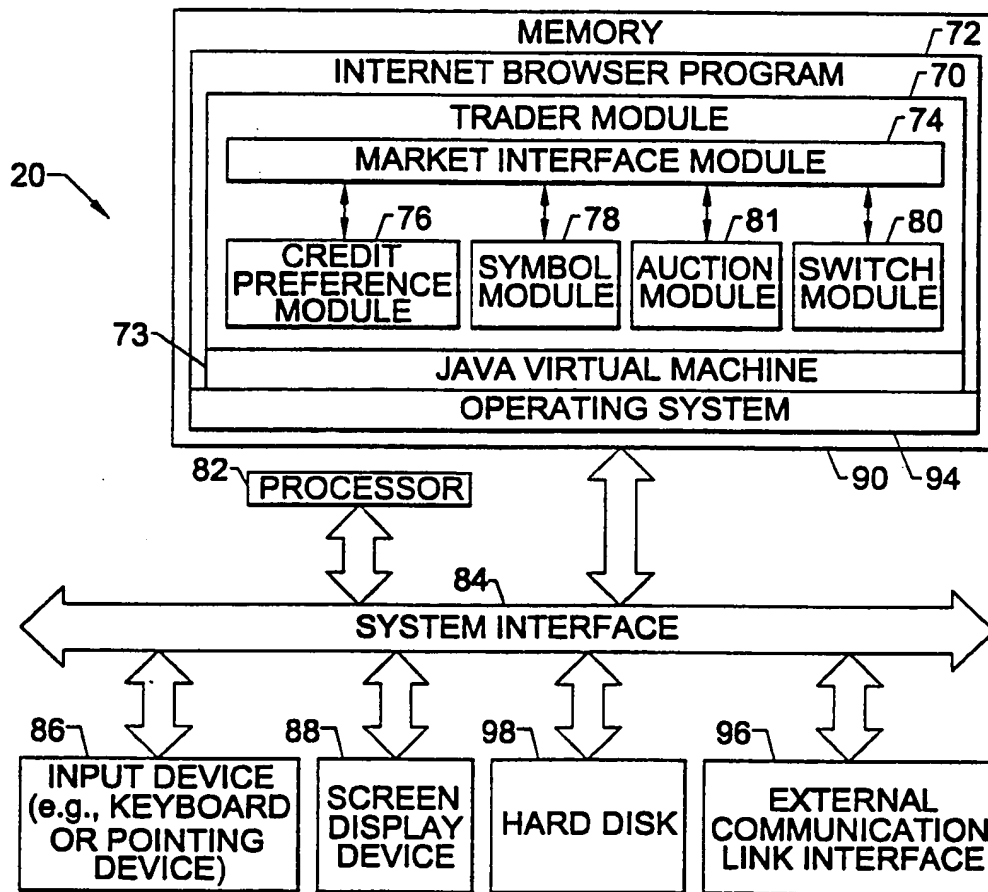 MEMORY
72
INTERNET BROWSER PROGRAM
70
TRADER MODULE
74
MARKET INTERFACE MODULE
20
76
78
81
80
CREDIT
PREFERENCE
MODULE
SYMBOL
MODULE
AUCTION
MODULE
SWITCH
MODULE
73
JAVA VIRTUAL MACHINE
OPERATING SYSTEM
82
PROCESSOR
90
94
84
SYSTEM INTERFACE
86
88
98
96
INPUT DEVICE
(e.g., KEYBOARD
OR POINTING
DEVICE)
SCREEN
DISPLAY
DEVICE
HARD DISK
EXTERNAL
COMMUNICATION
LINK INTERFACE